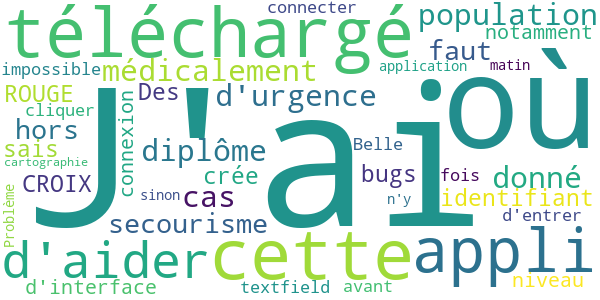 connecter
téléchargé population
notamment
impossible médicalement application matin faut
ROUGE Des d'urgence
cliquer
J'ai où
hors connexion diplôme Belle
sais
cartographie crée bugs fois donné
CROIX sinon cas n'y identifiant
Problème secourisme d'entrer
d'aider cette appli
d'interface textfield avant niveau